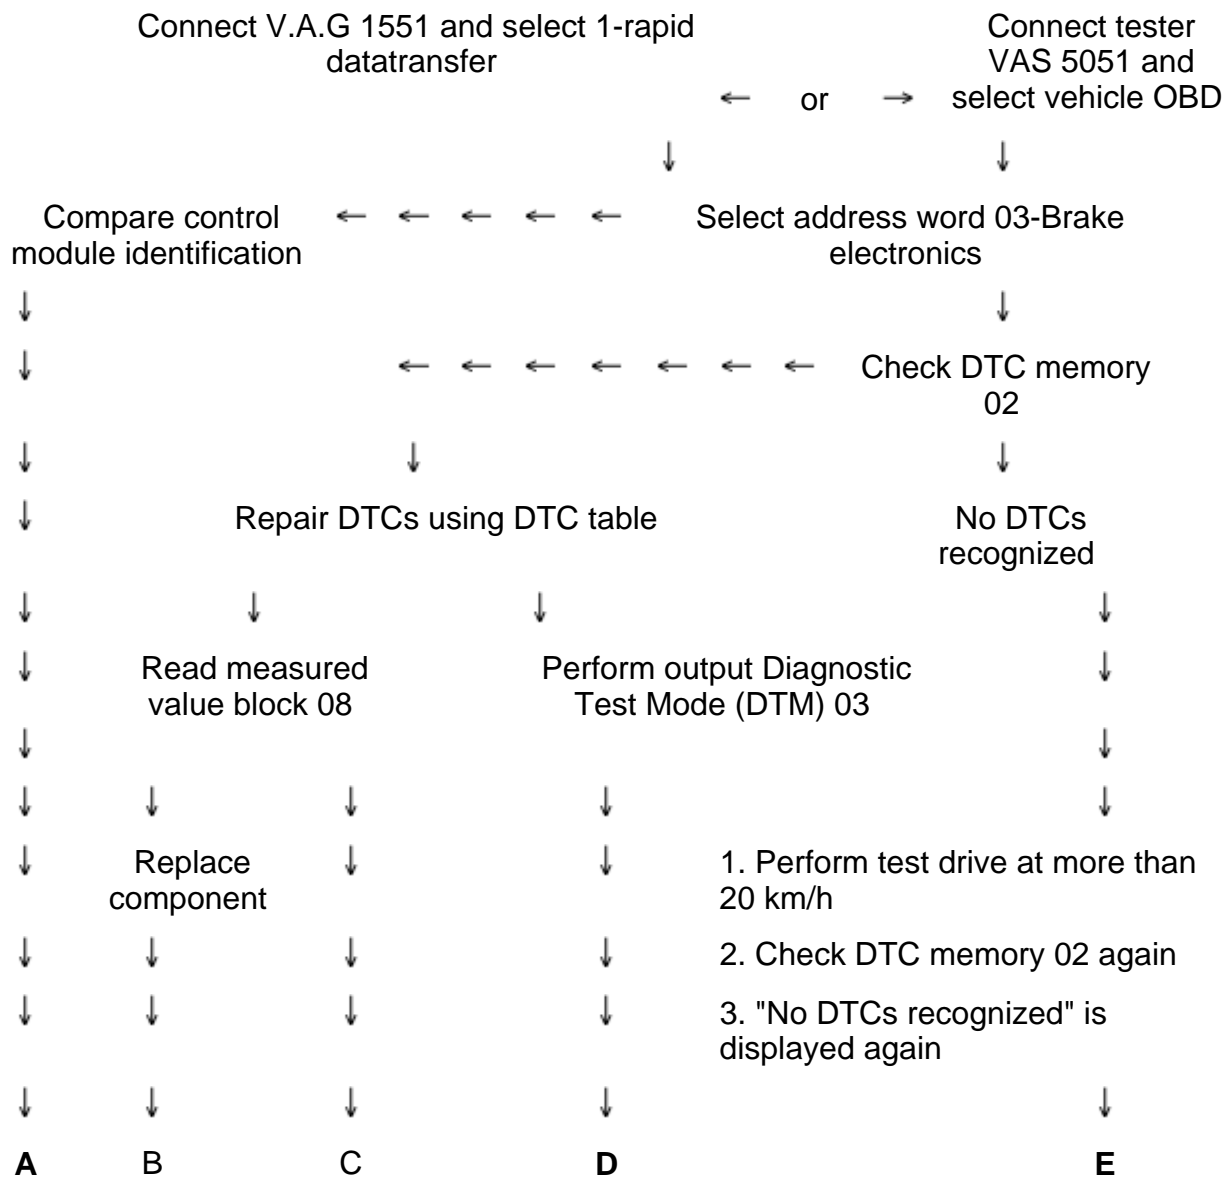 Connect V.A.G 1551 and select 1-rapid
datatransfer
Connect tester
VAS 5051 and
select vehicle OBD
← or →
↓ ↓
Compare control
module identification
← ← ← ← ←
Select address word 03-Brake
electronics
↓ ↓
↓ ← ← ← ← ← ← ←
Check DTC memory
02
↓ ↓ ↓
↓ Repair DTCs using DTC table
No DTCs
recognized
↓ ↓ ↓ ↓
↓
Read measured
value block 08
Perform output Diagnostic
Test Mode (DTM) 03
↓
↓ ↓
↓ ↓ ↓ ↓ ↓
↓
Replace
component
↓ ↓
1. Perform test drive at more than
20 km/h
↓ ↓ ↓ ↓
2. Check DTC memory 02 again
↓ ↓ ↓ ↓
3. "No DTCs recognized" is
displayed again
↓ ↓ ↓ ↓ ↓
A B C D E